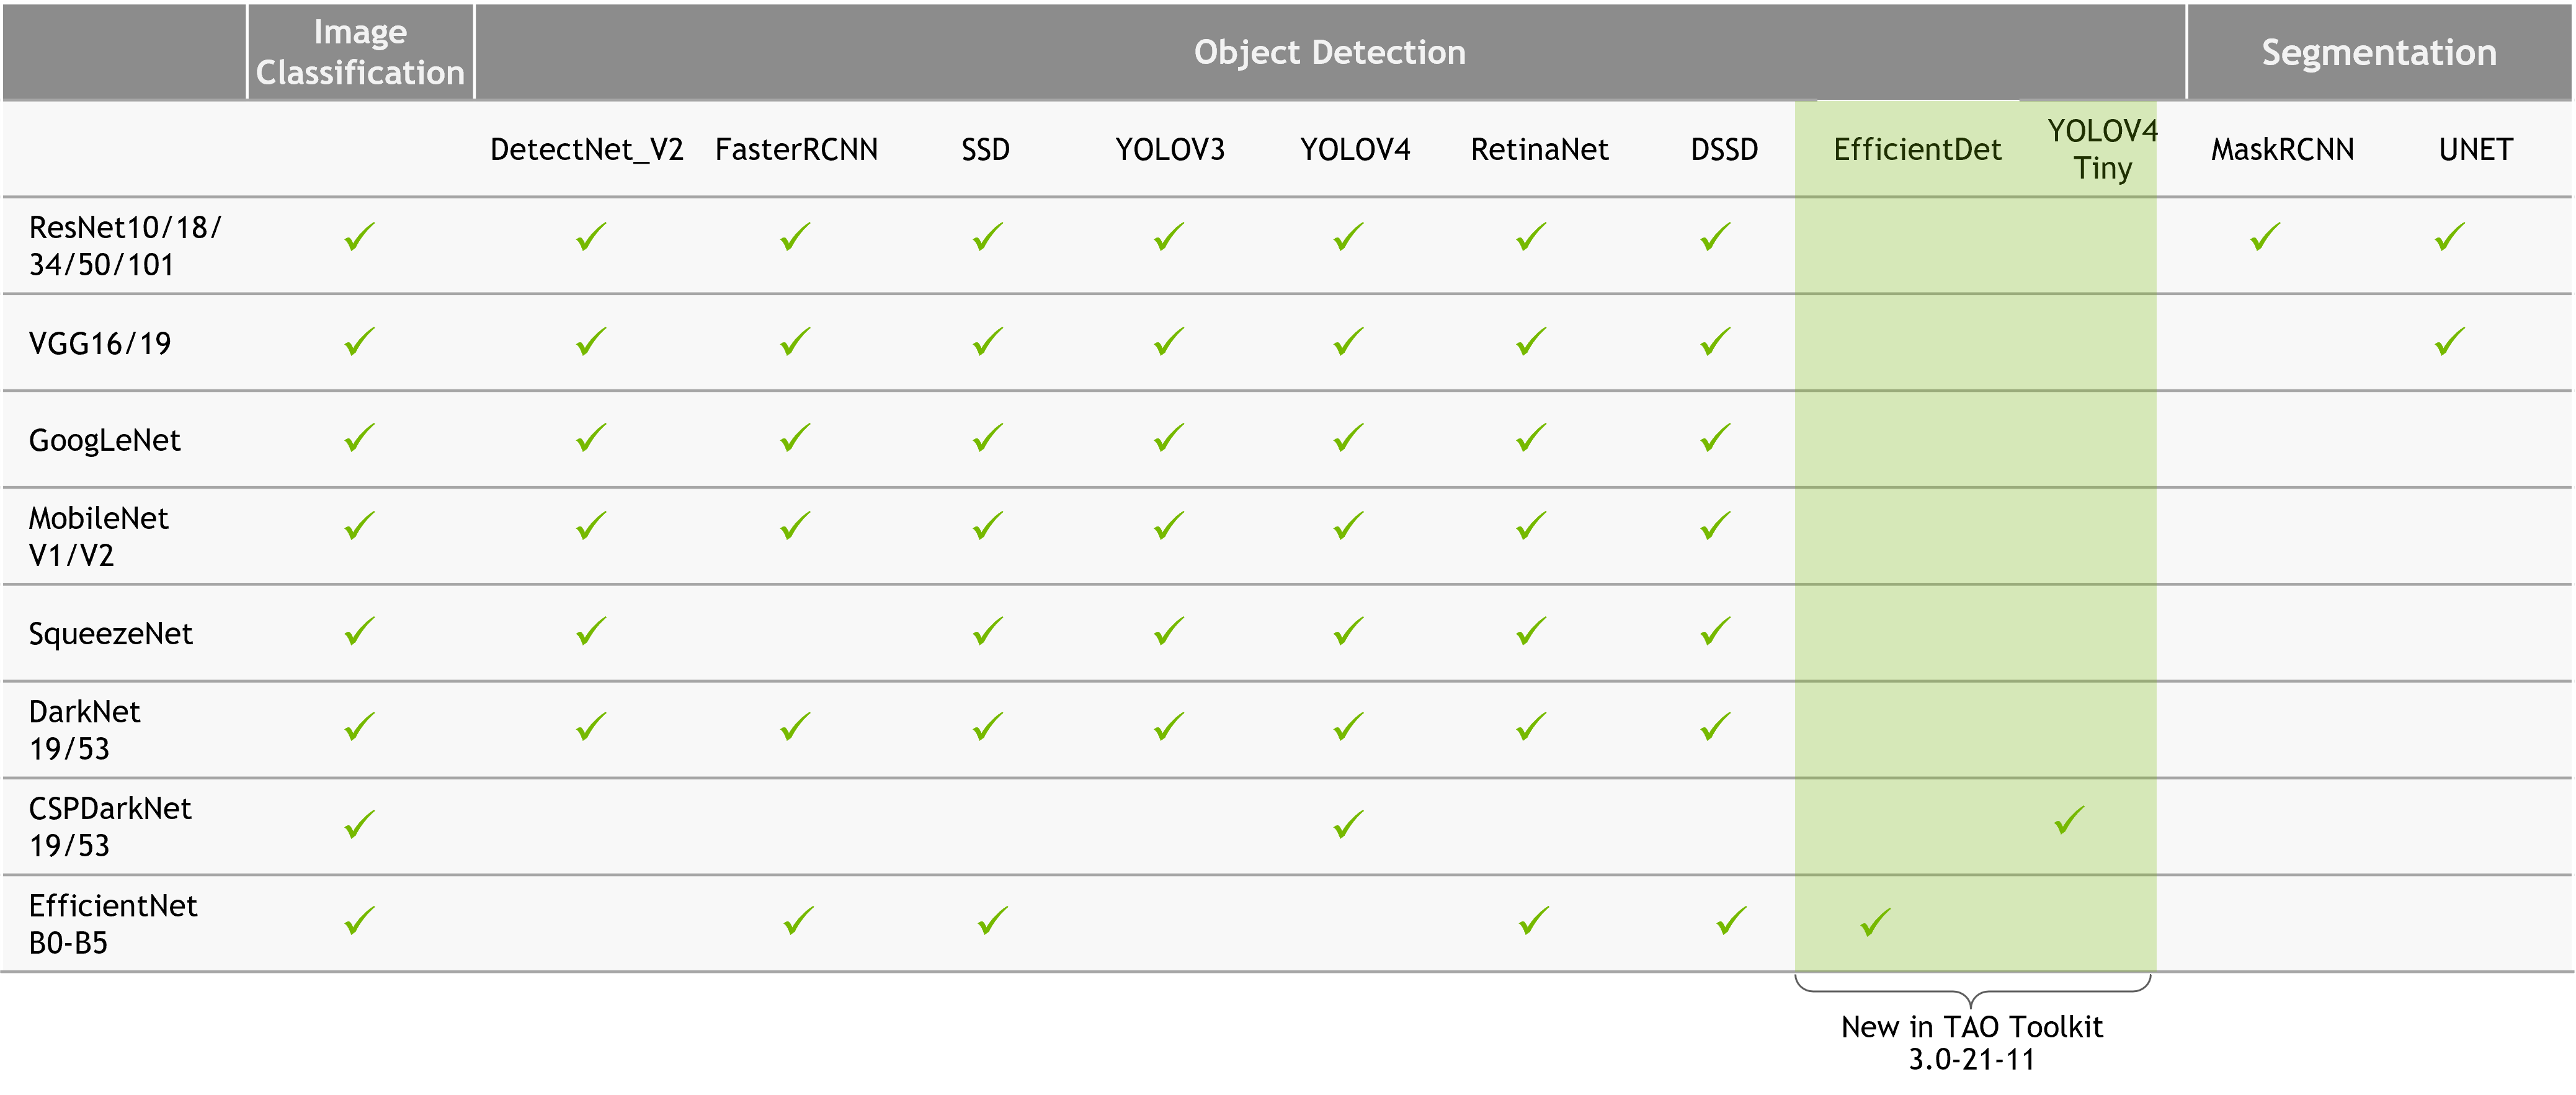 Image
Classification
Object Detection
Segmentation
DetectNet_V2
FasterRCNN
SSD
YOLOV3
YOLOV4
RetinaNet
DSSD
EfficientDet
YOLOV4
Tiny
MaskRCNN
UNET
ResNet10/18/
34/50/101
VGG16/19
GoogLeNet
MobileNet
V1/V2
SqueezeNet
DarkNet
19/53
CSPDarkNet
19/53
EfficientNet
B0-B5
New in TAO Toolkit
3.0-21-11